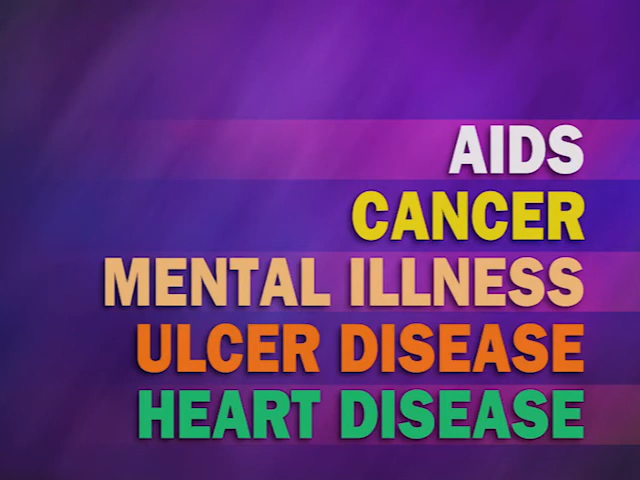 AIDS
CANCER
MENTAL ILLNESS
ULCER DISEASE
HEART DISEASE